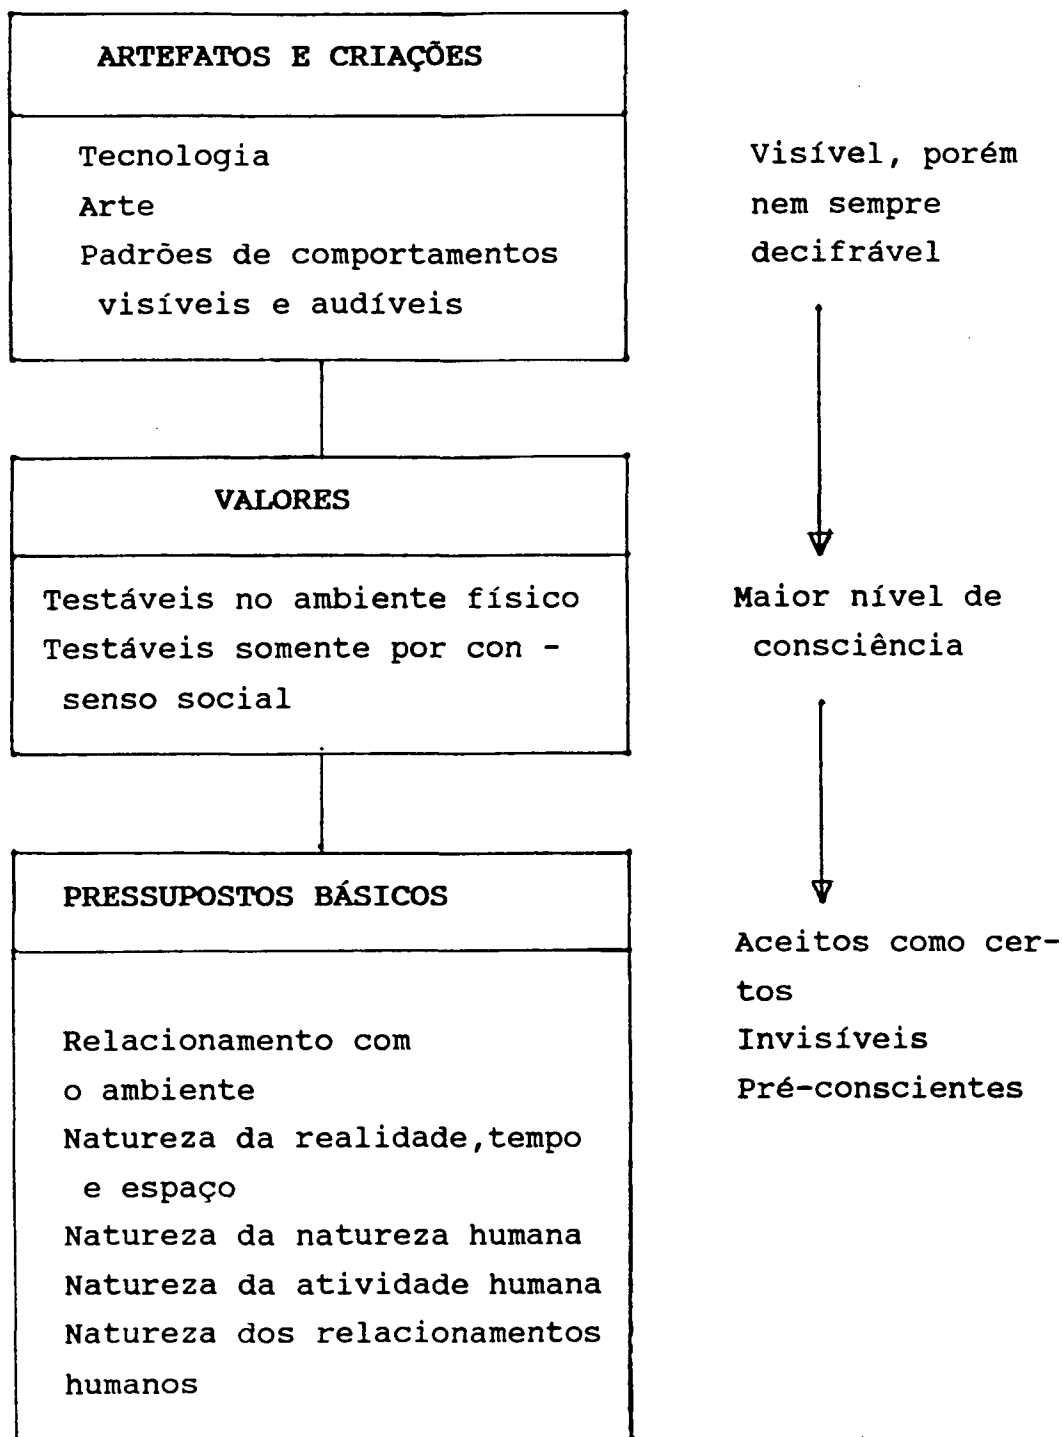 ARTEFATOS E CRIAÇÕES
Tecnologia
Arte
Padrões de comportamentos
visíveis e audíveis
Visível, porém
nem sempre
decifrável
VALORES
Testáveis no ambiente físico
Testáveis somente por con -
senso social
Maior nível de
consciência
PRESSUPOSTOS BÁSICOS
Relacionamento com
o ambiente
Natureza da realidade,tempo
e espaço
Natureza da natureza humana
Natureza da atividade humana
Natureza dos relacionamentos
humanos
Aceitos como cer-
tos
Invisíveis
Pré-conscientes